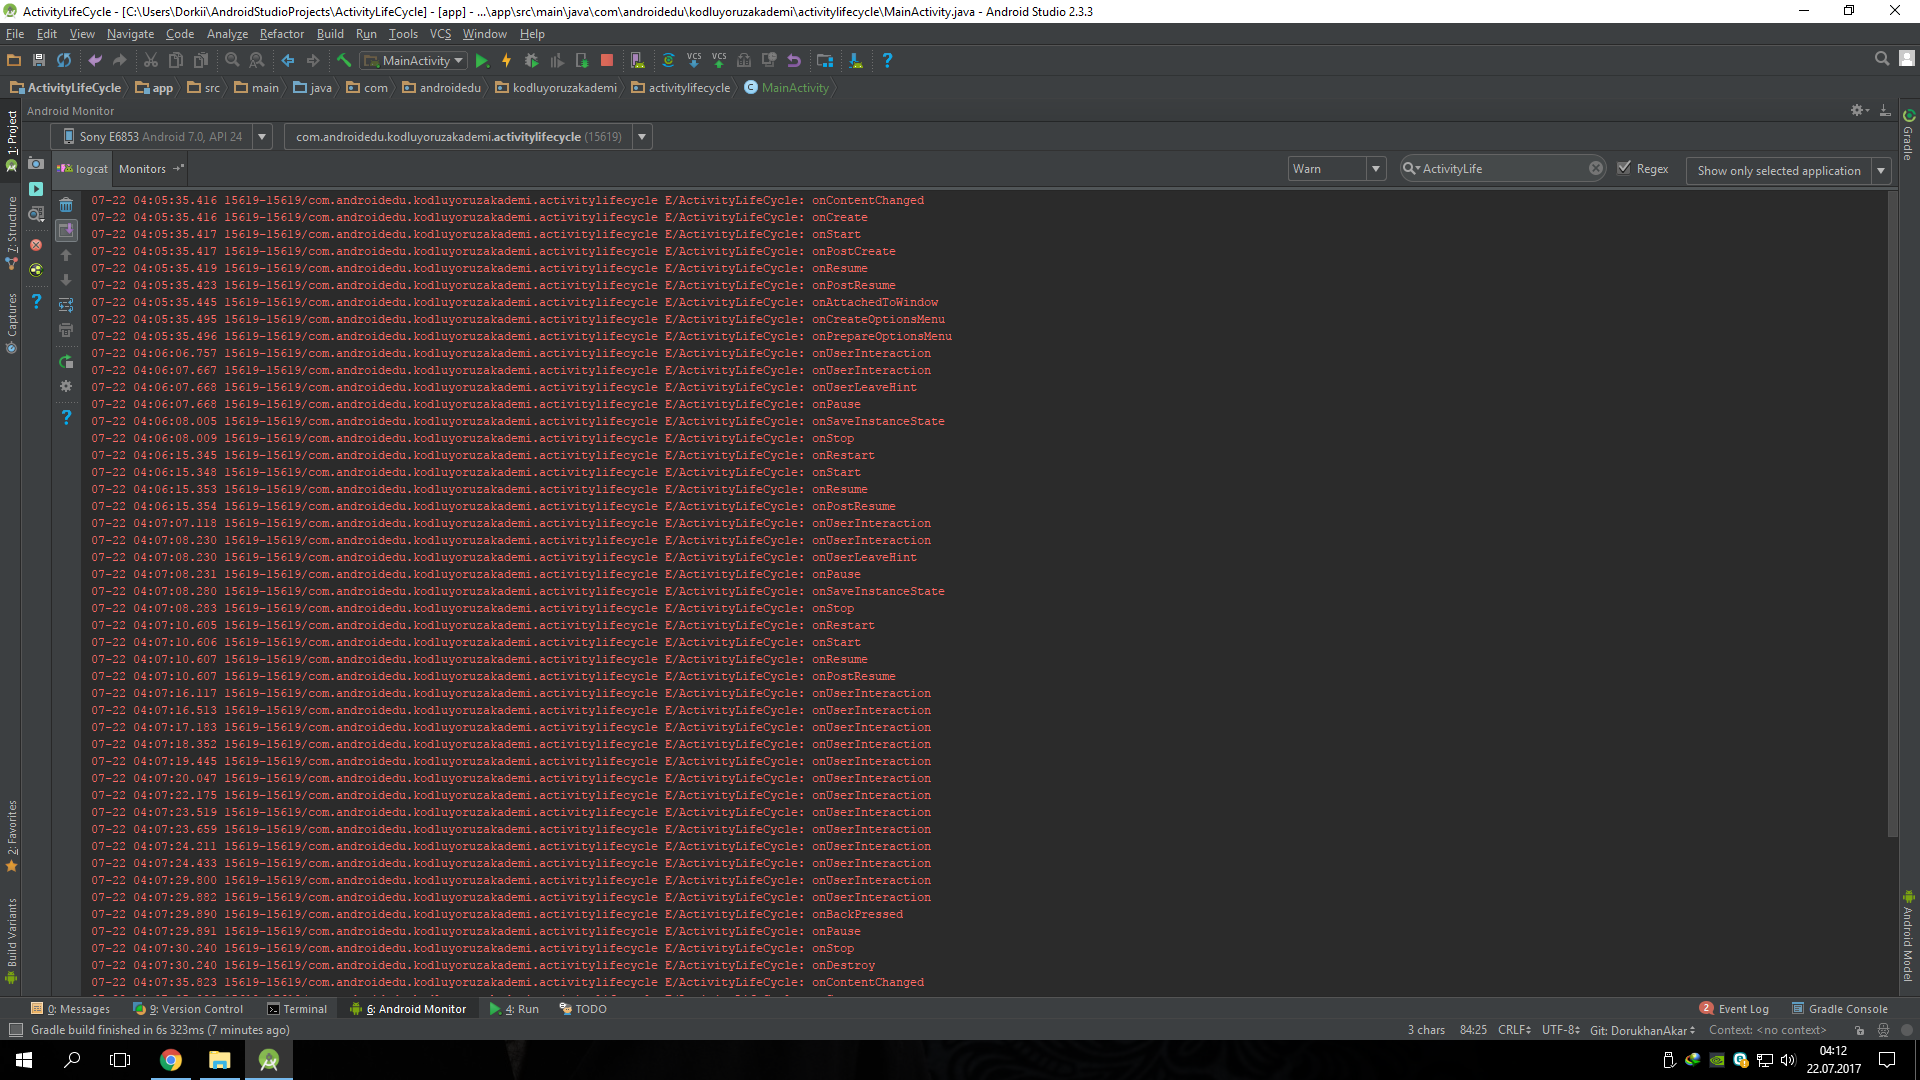 ActivityLifeCycle - [C:\Users\Dorkii\AndroidStudioProjects\ActivityLifeCycle] - [app] - ...\app\src\main\java\com\androidedu\kodluyoruzakademi\activitylifecycle\MainActivity.java - Android Studio 2.3.3
File Edit View Navigate Code Analyze Refactor Build Run Tools VCS Window Help
MainActivity VCS VCS
ActivityLifeCycle app src main java com androidedu kodluyoruzakademi activitylifecycle MainActivity
Android Monitor
Sony E6853 Android 7.0, API 24 com.androidedu.kodluyoruzakademi.activitylifecycle (15619)
logcat Monitors Warn ActivityLife Regex Show only selected application
07-22 04:05:35.416 15619-15619/com.androidedu.kodluyoruzakademi.activitylifecycle E/ActivityLifeCycle: onContentChanged
07-22 04:05:35.416 15619-15619/com.androidedu.kodluyoruzakademi.activitylifecycle E/ActivityLifeCycle: onCreate
07-22 04:05:35.417 15619-15619/com.androidedu.kodluyoruzakademi.activitylifecycle E/ActivityLifeCycle: onStart
07-22 04:05:35.417 15619-15619/com.androidedu.kodluyoruzakademi.activitylifecycle E/ActivityLifeCycle: onPostCreate
07-22 04:05:35.419 15619-15619/com.androidedu.kodluyoruzakademi.activitylifecycle E/ActivityLifeCycle: onResume
07-22 04:05:35.423 15619-15619/com.androidedu.kodluyoruzakademi.activitylifecycle E/ActivityLifeCycle: onPostResume
07-22 04:05:35.445 15619-15619/com.androidedu.kodluyoruzakademi.activitylifecycle E/ActivityLifeCycle: onAttachedToWindow
07-22 04:05:35.495 15619-15619/com.androidedu.kodluyoruzakademi.activitylifecycle E/ActivityLifeCycle: onCreateOptionsMenu
07-22 04:05:35.496 15619-15619/com.androidedu.kodluyoruzakademi.activitylifecycle E/ActivityLifeCycle: onPrepareOptionsMenu
07-22 04:06:06.757 15619-15619/com.androidedu.kodluyoruzakademi.activitylifecycle E/ActivityLifeCycle: onUserInteraction
07-22 04:06:07.667 15619-15619/com.androidedu.kodluyoruzakademi.activitylifecycle E/ActivityLifeCycle: onUserInteraction
07-22 04:06:07.668 15619-15619/com.androidedu.kodluyoruzakademi.activitylifecycle E/ActivityLifeCycle: onUserLeaveHint
07-22 04:06:07.668 15619-15619/com.androidedu.kodluyoruzakademi.activitylifecycle E/ActivityLifeCycle: onPause
07-22 04:06:08.005 15619-15619/com.androidedu.kodluyoruzakademi.activitylifecycle E/ActivityLifeCycle: onSaveInstanceState
07-22 04:06:08.009 15619-15619/com.androidedu.kodluyoruzakademi.activitylifecycle E/ActivityLifeCycle: onStop
07-22 04:06:15.345 15619-15619/com.androidedu.kodluyoruzakademi.activitylifecycle E/ActivityLifeCycle: onRestart
07-22 04:06:15.348 15619-15619/com.androidedu.kodluyoruzakademi.activitylifecycle E/ActivityLifeCycle: onStart
07-22 04:06:15.353 15619-15619/com.androidedu.kodluyoruzakademi.activitylifecycle E/ActivityLifeCycle: onResume
07-22 04:06:15.354 15619-15619/com.androidedu.kodluyoruzakademi.activitylifecycle E/ActivityLifeCycle: onPostResume
07-22 04:07:07.118 15619-15619/com.androidedu.kodluyoruzakademi.activitylifecycle E/ActivityLifeCycle: onUserInteraction
07-22 04:07:08.230 15619-15619/com.androidedu.kodluyoruzakademi.activitylifecycle E/ActivityLifeCycle: onUserInteraction
07-22 04:07:08.230 15619-15619/com.androidedu.kodluyoruzakademi.activitylifecycle E/ActivityLifeCycle: onUserLeaveHint
07-22 04:07:08.231 15619-15619/com.androidedu.kodluyoruzakademi.activitylifecycle E/ActivityLifeCycle: onPause
07-22 04:07:08.280 15619-15619/com.androidedu.kodluyoruzakademi.activitylifecycle E/ActivityLifeCycle: onSaveInstanceState
07-22 04:07:08.283 15619-15619/com.androidedu.kodluyoruzakademi.activitylifecycle E/ActivityLifeCycle: onStop
07-22 04:07:10.605 15619-15619/com.androidedu.kodluyoruzakademi.activitylifecycle E/ActivityLifeCycle: onRestart
07-22 04:07:10.606 15619-15619/com.androidedu.kodluyoruzakademi.activitylifecycle E/ActivityLifeCycle: onStart
07-22 04:07:10.607 15619-15619/com.androidedu.kodluyoruzakademi.activitylifecycle E/ActivityLifeCycle: onResume
07-22 04:07:10.607 15619-15619/com.androidedu.kodluyoruzakademi.activitylifecycle E/ActivityLifeCycle: onPostResume
07-22 04:07:16.117 15619-15619/com.androidedu.kodluyoruzakademi.activitylifecycle E/ActivityLifeCycle: onUserInteraction
07-22 04:07:16.513 15619-15619/com.androidedu.kodluyoruzakademi.activitylifecycle E/ActivityLifeCycle: onUserInteraction
07-22 04:07:17.183 15619-15619/com.androidedu.kodluyoruzakademi.activitylifecycle E/ActivityLifeCycle: onUserInteraction
07-22 04:07:18.352 15619-15619/com.androidedu.kodluyoruzakademi.activitylifecycle E/ActivityLifeCycle: onUserInteraction
07-22 04:07:19.445 15619-15619/com.androidedu.kodluyoruzakademi.activitylifecycle E/ActivityLifeCycle: onUserInteraction
07-22 04:07:20.047 15619-15619/com.androidedu.kodluyoruzakademi.activitylifecycle E/ActivityLifeCycle: onUserInteraction
07-22 04:07:22.175 15619-15619/com.androidedu.kodluyoruzakademi.activitylifecycle E/ActivityLifeCycle: onUserInteraction
07-22 04:07:23.519 15619-15619/com.androidedu.kodluyoruzakademi.activitylifecycle E/ActivityLifeCycle: onUserInteraction
07-22 04:07:23.659 15619-15619/com.androidedu.kodluyoruzakademi.activitylifecycle E/ActivityLifeCycle: onUserInteraction
07-22 04:07:24.211 15619-15619/com.androidedu.kodluyoruzakademi.activitylifecycle E/ActivityLifeCycle: onUserInteraction
07-22 04:07:24.433 15619-15619/com.androidedu.kodluyoruzakademi.activitylifecycle E/ActivityLifeCycle: onUserInteraction
07-22 04:07:29.800 15619-15619/com.androidedu.kodluyoruzakademi.activitylifecycle E/ActivityLifeCycle: onUserInteraction
07-22 04:07:29.882 15619-15619/com.androidedu.kodluyoruzakademi.activitylifecycle E/ActivityLifeCycle: onUserInteraction
07-22 04:07:29.890 15619-15619/com.androidedu.kodluyoruzakademi.activitylifecycle E/ActivityLifeCycle: onBackPressed
07-22 04:07:29.891 15619-15619/com.androidedu.kodluyoruzakademi.activitylifecycle E/ActivityLifeCycle: onPause
07-22 04:07:30.240 15619-15619/com.androidedu.kodluyoruzakademi.activitylifecycle E/ActivityLifeCycle: onStop
07-22 04:07:30.240 15619-15619/com.androidedu.kodluyoruzakademi.activitylifecycle E/ActivityLifeCycle: onDestroy
07-22 04:07:35.823 15619-15619/com.androidedu.kodluyoruzakademi.activitylifecycle E/ActivityLifeCycle: onContentChanged
1: Project
7: Structure
Captures
2: Favorites
Build Variants
Gradle
Android Model
0: Messages 9: Version Control Terminal 6: Android Monitor 4: Run TODO 2 Event Log Gradle Console
Gradle build finished in 6s 323ms (7 minutes ago) 3 chars 84:25 CRLF UTF-8 Git: DorukhanAkar Context: <no context>
04:12
22.07.2017